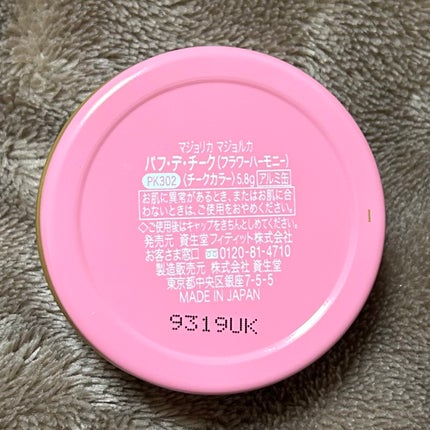 マジョリカ マジョルカ
パフ・デ・チーク(フラワーハーモニー)
PK302 (チークカラー) 5.8g アルミ缶
お肌に異常があるとき、またはお肌に合
わないときは、ご使用をおやめください。
◇ご使用後はキャップをきちんとしめてください。
発売元 資生堂フィティット株式会社
お客さま窓口 0120-81-4710
製造販売元 株式会社 資生堂
東京都中央区銀座7-5-5
MADE IN JAPAN
9319UK